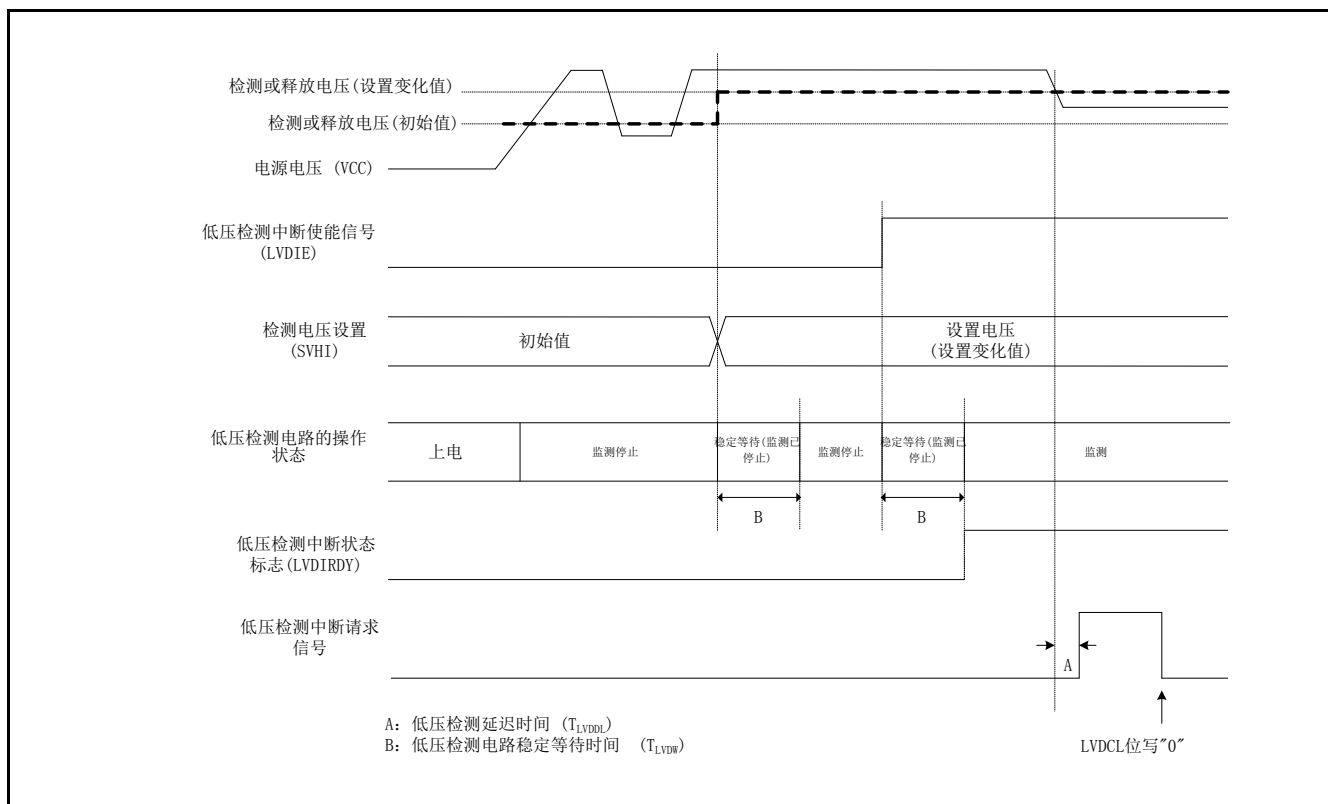 检测或释放电压(设置变化值)
检测或释放电压(初始值)
电源电压 (VCC)
低压检测中断使能信号
(LVDIE)
检测电压设置
(SVHI)
初始值
设置电压
(设置变化值)
低压检测电路的操作
状态
上电
监测停止
稳定等待(监测已
停止)
监测停止
稳定等待(监测已
停止)
监测
B
B
低压检测中断状态
标志(LVDIRDY)
低压检测中断请求
信号
A
A: 低压检测延迟时间 (TLVDDL)
B: 低压检测电路稳定等待时间 (TLVDW)
LVDCL位写"0"